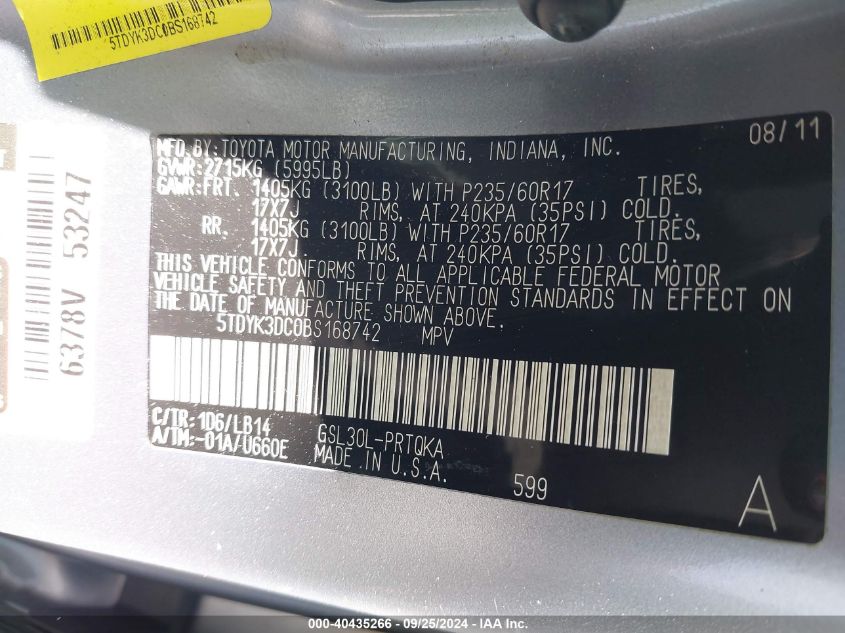 5TDYK3DC0BS168742
6378V 53247
08/11
MFD. BY: TOYOTA MOTOR MANUFACTURING, INDIANA, INC.
GVWR: 2715KG (5995LB)
GAWR: FRT. 1405KG (3100LB) WITH P235/60R17 TIRES,
17X7J RIMS, AT 240KPA (35PSI) COLD.
RR. 1405KG (3100LB) WITH P235/60R17 TIRES,
17X7J RIMS, AT 240KPA (35PSI) COLD.
THIS VEHICLE CONFORMS TO ALL APPLICABLE FEDERAL MOTOR
VEHICLE SAFETY AND THEFT PREVENTION STANDARDS IN EFFECT ON
THE DATE OF MANUFACTURE SHOWN ABOVE.
5TDYK3DC0BS168742 MPV
C/TR: 1D6/LB14
A/TM: -01A/U660E
GSL30L-PRTQKA
MADE IN U.S.A.
599
A
000-40435266 - 09/25/2024 - www.iaai.com